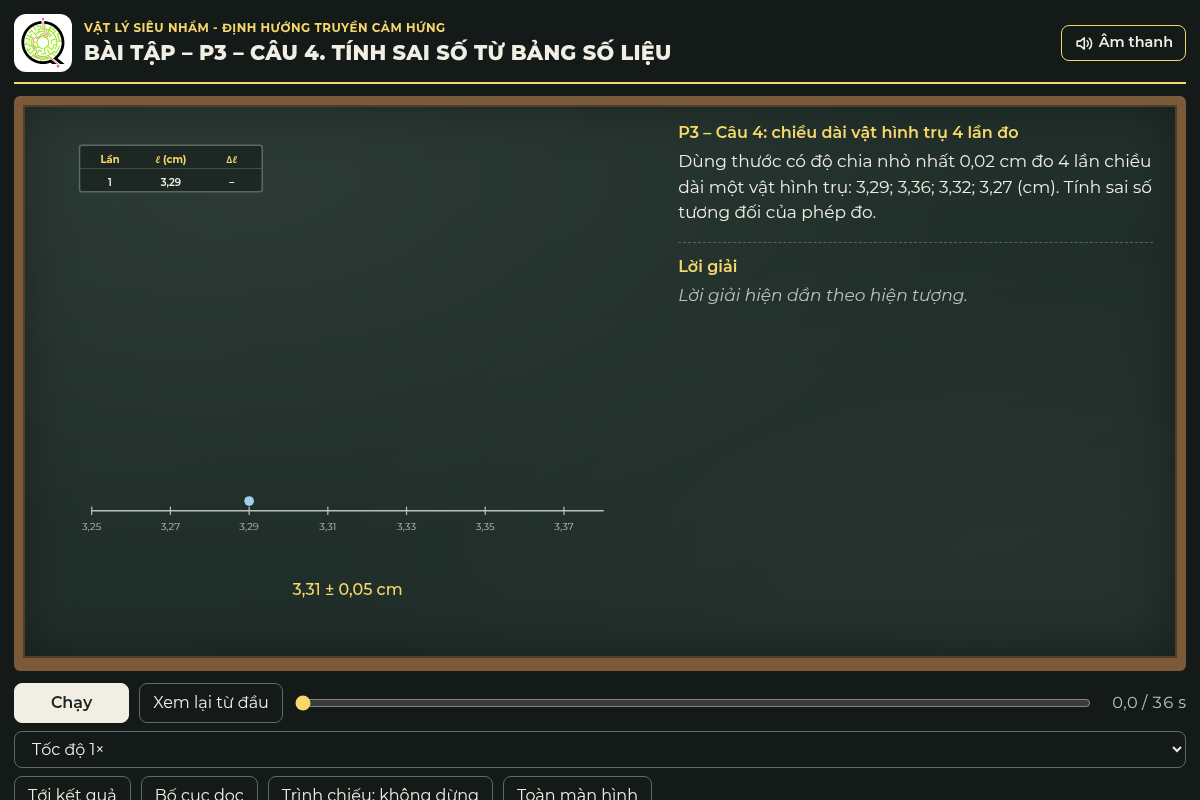 VẬT LÝ SIÊU NHẨM - ĐỊNH HƯỚNG TRUYỀN CẢM HỨNG
BÀI TẬP – P3 – CÂU 4. TÍNH SAI SỐ TỪ BẢNG SỐ LIỆU
Âm thanh
Lần ℓ (cm) Δℓ
1 3,29 –
3,25 3,27 3,29 3,31 3,33 3,35 3,37
3,31 ± 0,05 cm
P3 – Câu 4: chiều dài vật hình trụ 4 lần đo
Dùng thước có độ chia nhỏ nhất 0,02 cm đo 4 lần chiều
dài một vật hình trụ: 3,29; 3,36; 3,32; 3,27 (cm). Tính sai số
tương đối của phép đo.
Lời giải
Lời giải hiện dần theo hiện tượng.
Chạy
Xem lại từ đầu
0,0 / 36 s
Tốc độ 1×
Tới kết quả
Bố cục dọc
Trình chiếu: không dừng
Toàn màn hình